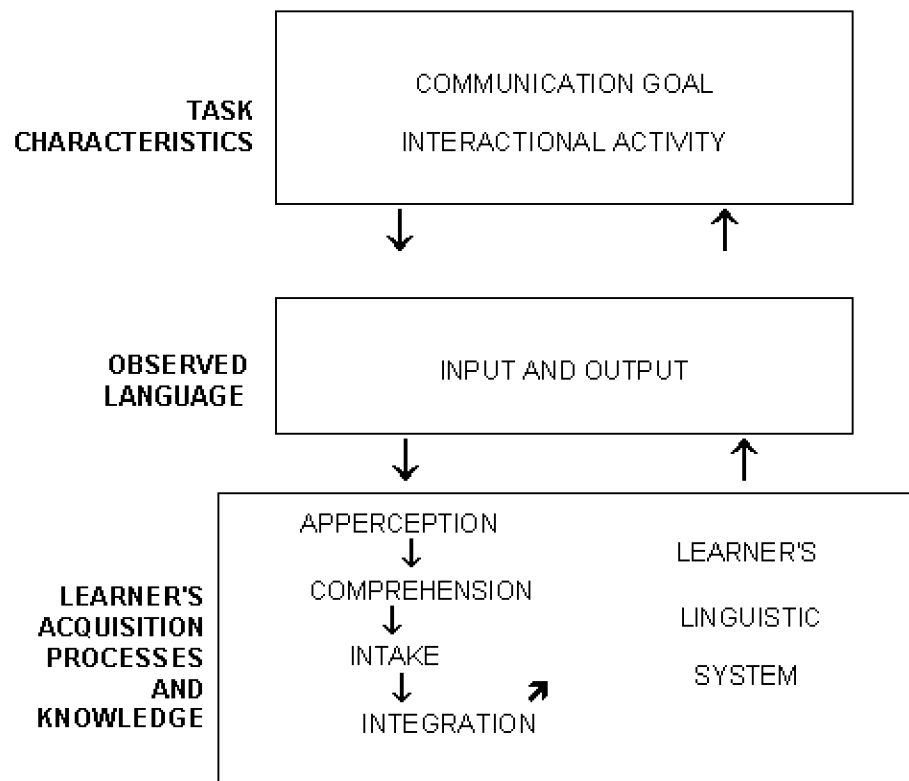 TASK
CHARACTERISTICS
COMMUNICATION GOAL
INTERACTIONAL ACTIVITY
OBSERVED
LANGUAGE
INPUT AND OUTPUT
LEARNER'S
ACQUISITION
PROCESSES
AND
KNOWLEDGE
APPERCEPTION
COMPREHENSION
INTAKE
INTEGRATION
LEARNER'S
LINGUISTIC
SYSTEM